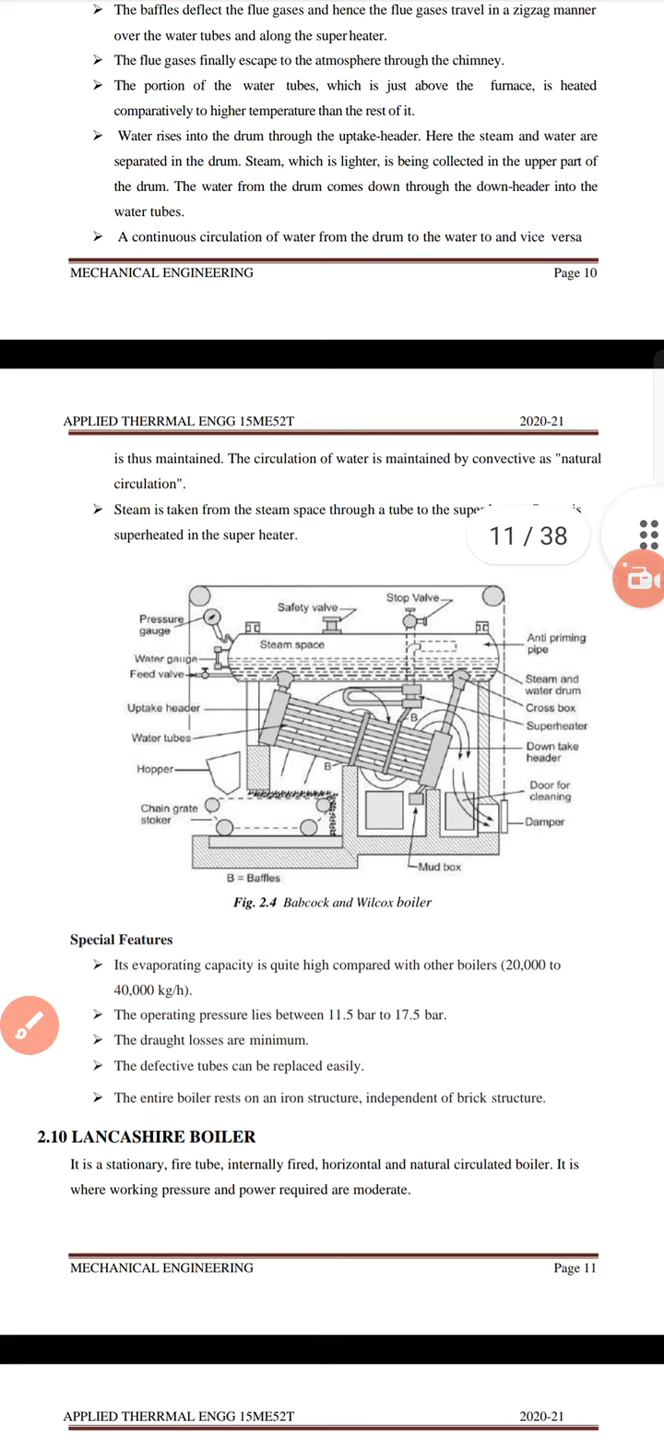 ➢ The baffles deflect the flue gases and hence the flue gases travel in a zigzag manner
over the water tubes and along the super heater.
➢ The flue gases finally escape to the atmosphere through the chimney.
➢ The portion of the water tubes, which is just above the furnace, is heated
comparatively to higher temperature than the rest of it.
➢ Water rises into the drum through the uptake-header. Here the steam and water are
separated in the drum. Steam, which is lighter, is being collected in the upper part of
the drum. The water from the drum comes down through the down-header into the
water tubes.
➢ A continuous circulation of water from the drum to the water to and vice versa
MECHANICAL ENGINEERING Page 10
APPLIED THERRMAL ENGG 15ME52T 2020-21
is thus maintained. The circulation of water is maintained by convective as "natural
circulation".
➢ Steam is taken from the steam space through a tube to the
superheated in the super heater.
11 / 38
Stop Valve
Safety valve
Pressure
gauge
Steam space
Anti priming
pipe
Water gauge
Feed valve
Steam and
water drum
Uptake header
Cross box
B
Superheater
Water tubes
Down take
header
Hopper
B
Door for
cleaning
Chain grate
stoker
Damper
Mud box
B = Baffles
Fig. 2.4 Babcock and Wilcox boiler
Special Features
➢ Its evaporating capacity is quite high compared with other boilers (20,000 to
40,000 kg/h).
➢ The operating pressure lies between 11.5 bar to 17.5 bar.
➢ The draught losses are minimum.
➢ The defective tubes can be replaced easily.
➢ The entire boiler rests on an iron structure, independent of brick structure.
2.10 LANCASHIRE BOILER
It is a stationary, fire tube, internally fired, horizontal and natural circulated boiler. It is
where working pressure and power required are moderate.
MECHANICAL ENGINEERING Page 11
APPLIED THERRMAL ENGG 15ME52T 2020-21